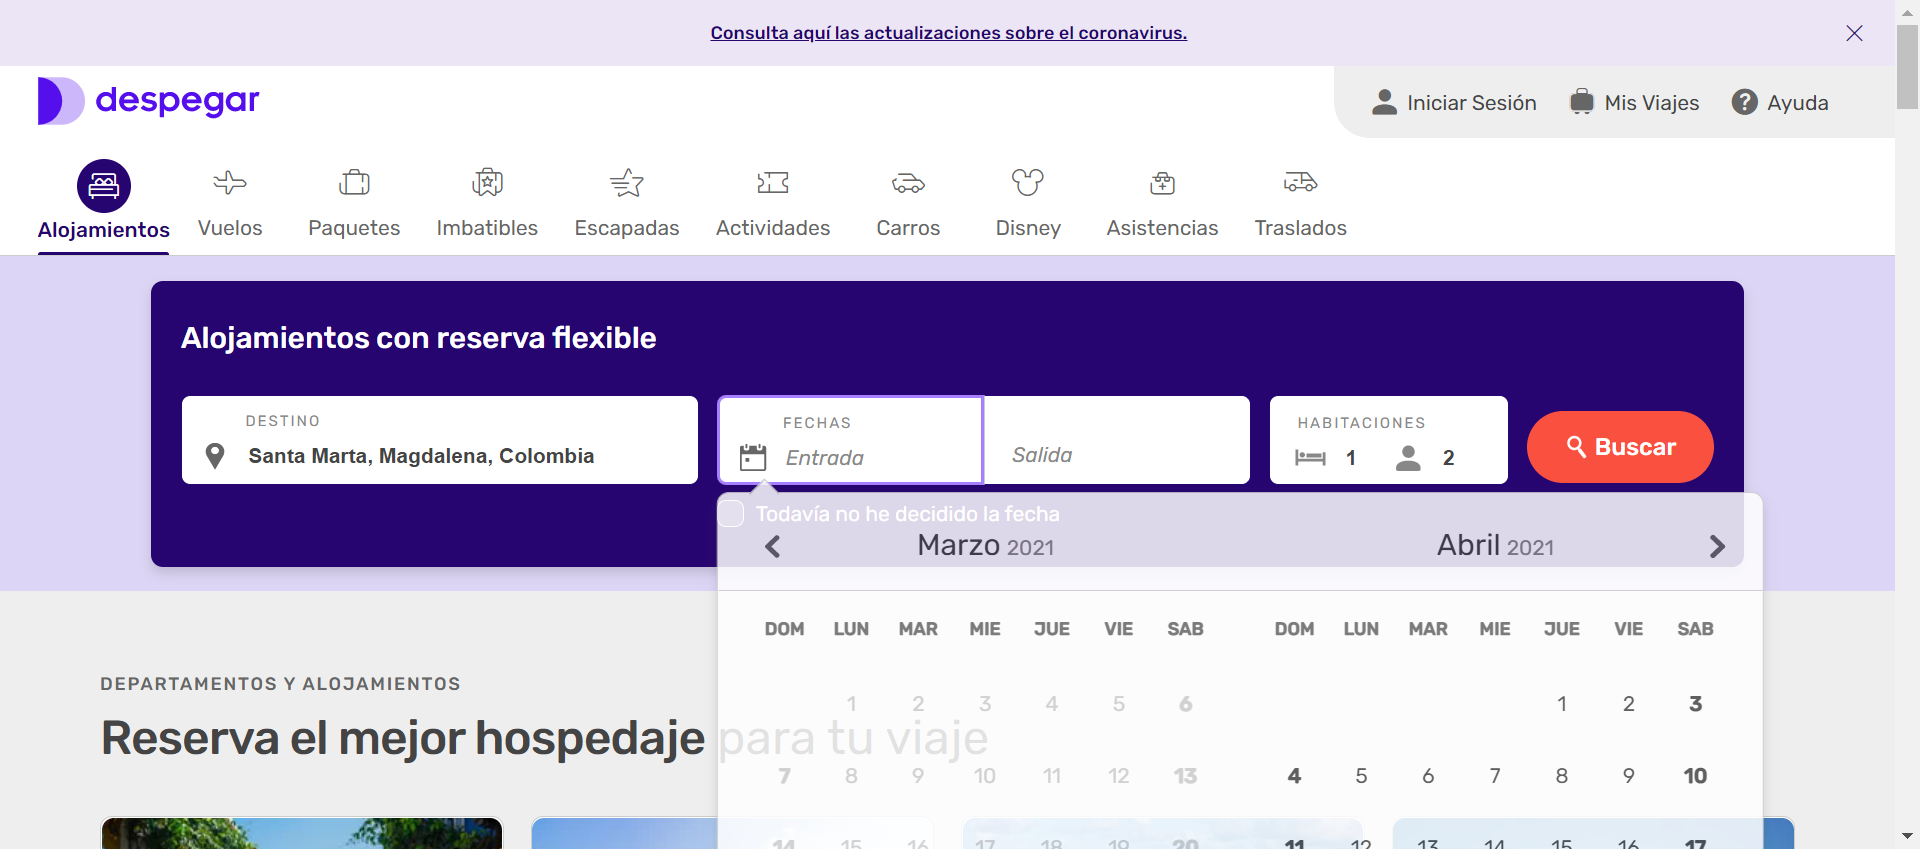 Consulta aquí las actualizaciones sobre el coronavirus.
despegar
Iniciar Sesión
Mis Viajes
? Ayuda
Alojamientos
Vuelos
Paquetes
Imbatibles
Escapadas
Actividades
Carros
Disney
Asistencias
Traslados
Alojamientos con reserva flexible
DESTINO
Santa Marta, Magdalena, Colombia
FECHAS
Entrada
Salida
HABITACIONES
1 2
Buscar
Todavía no he decidido la fecha
Marzo 2021
Abril 2021
DOM LUN MAR MIE JUE VIE SAB
DOM LUN MAR MIE JUE VIE SAB
1 2 3 4 5 6
1 2 3
7 8 9 10 11 12 13
4 5 6 7 8 9 10
14 15 16 17 18 19 20
11 12 13 14 15 16 17
DEPARTAMENTOS Y ALOJAMIENTOS
Reserva el mejor hospedaje para tu viaje